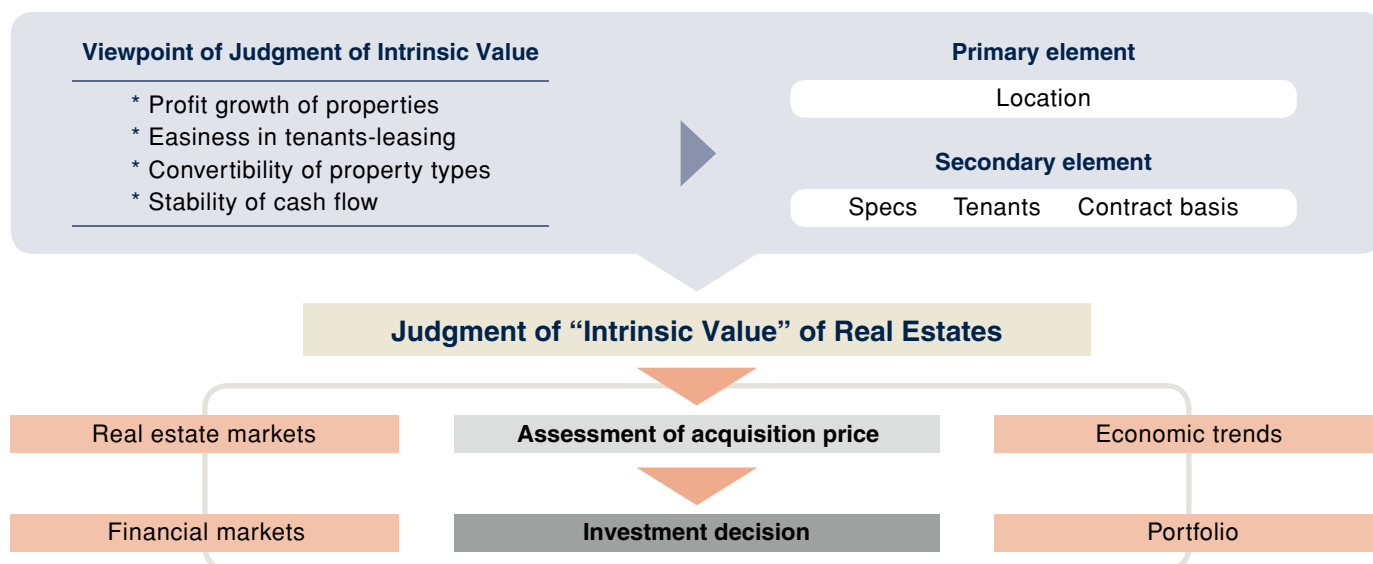 Viewpoint of Judgment of Intrinsic Value
* Profit growth of properties
* Easiness in tenants-leasing
* Convertibility of property types
* Stability of cash flow
Primary element
Location
Secondary element
Specs Tenants Contract basis
Judgment of “Intrinsic Value” of Real Estates
Real estate markets
Assessment of acquisition price
Economic trends
Financial markets
Investment decision
Portfolio